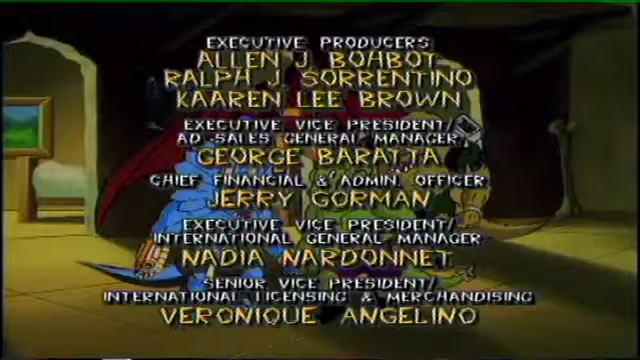 EXECUTIVE PRODUCERS
ALLEN J. BOHBOT
RALPH J. SORRENTINO
KAAREN LEE BROWN
EXECUTIVE VICE PRESIDENT/
AD SALES GENERAL MANAGER
GEORGE BARATTA
CHIEF FINANCIAL & ADMIN. OFFICER
JERRY GORMAN
EXECUTIVE VICE PRESIDENT/
INTERNATIONAL GENERAL MANAGER
NADIA NARDONNET
SENIOR VICE PRESIDENT/
INTERNATIONAL LICENSING & MERCHANDISING
VERONIQUE ANGELINO